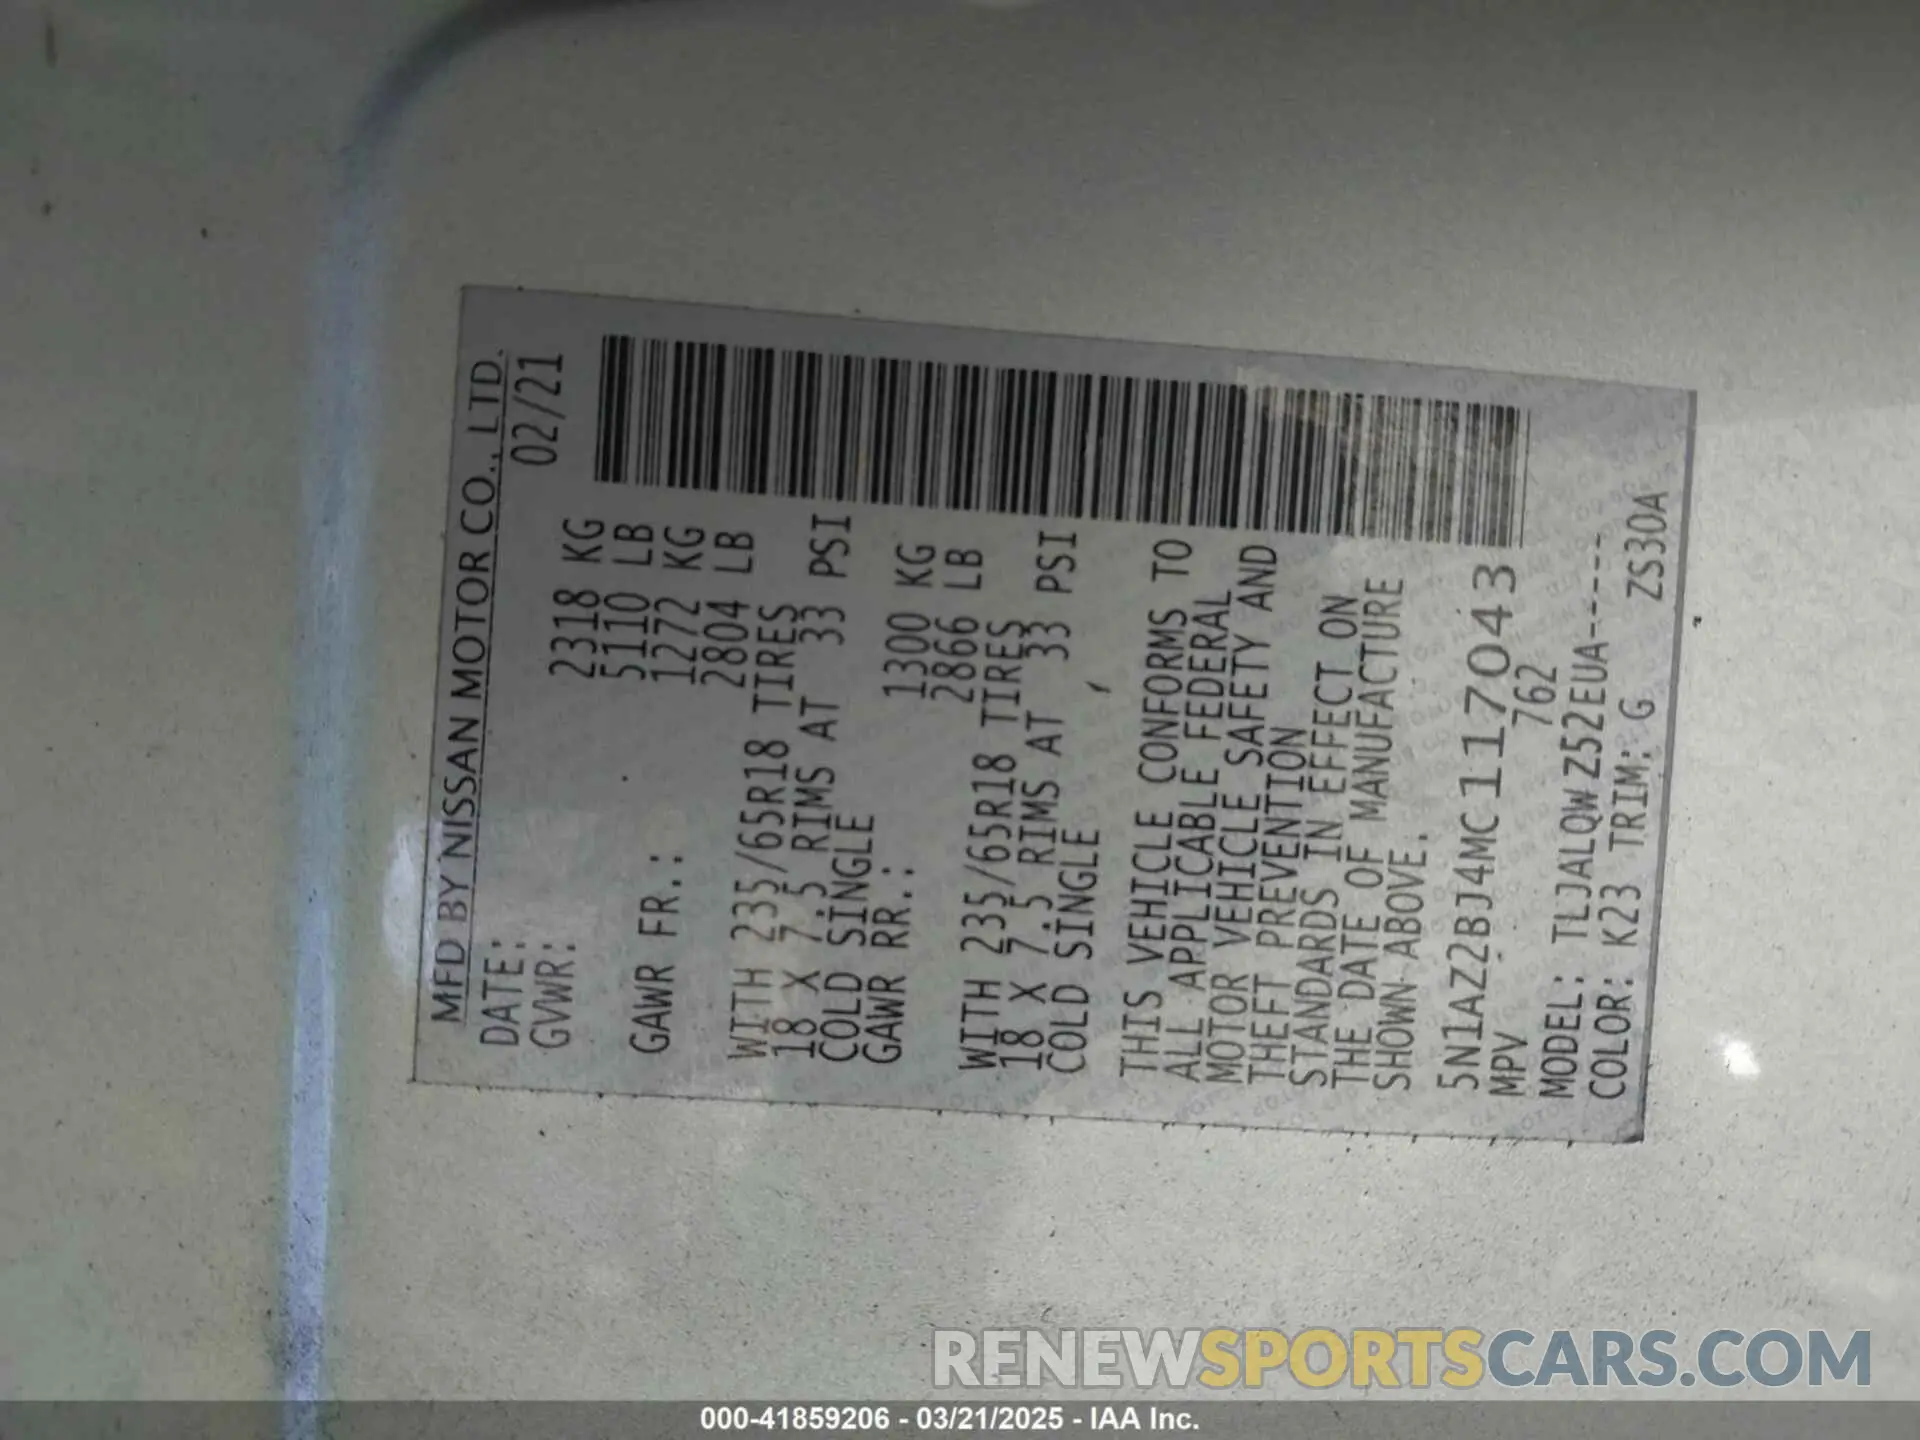 MFD BY NISSAN MOTOR CO., LTD.
DATE: 02/21
GVWR: 2318 KG
5110 LB
GAWR FR.: 1272 KG
2804 LB
WITH 235/65R18 TIRES
18 X 7.5 RIMS AT 33 PSI
COLD SINGLE
GAWR RR.: 1300 KG
2866 LB
WITH 235/65R18 TIRES
18 X 7.5 RIMS AT 33 PSI
COLD SINGLE
THIS VEHICLE CONFORMS TO
ALL APPLICABLE FEDERAL
MOTOR VEHICLE SAFETY AND
THEFT PREVENTION
STANDARDS IN EFFECT ON
THE DATE OF MANUFACTURE
SHOWN ABOVE.
5N1AZ2BJ4MC117043
MPV 762
MODEL: TLJALQWZ52EUA-----
COLOR: K23 TRIM: G ZS30A
RENEWSPORTSCARS.COM
000-41859206 - 03/21/2025 - IAA Inc.